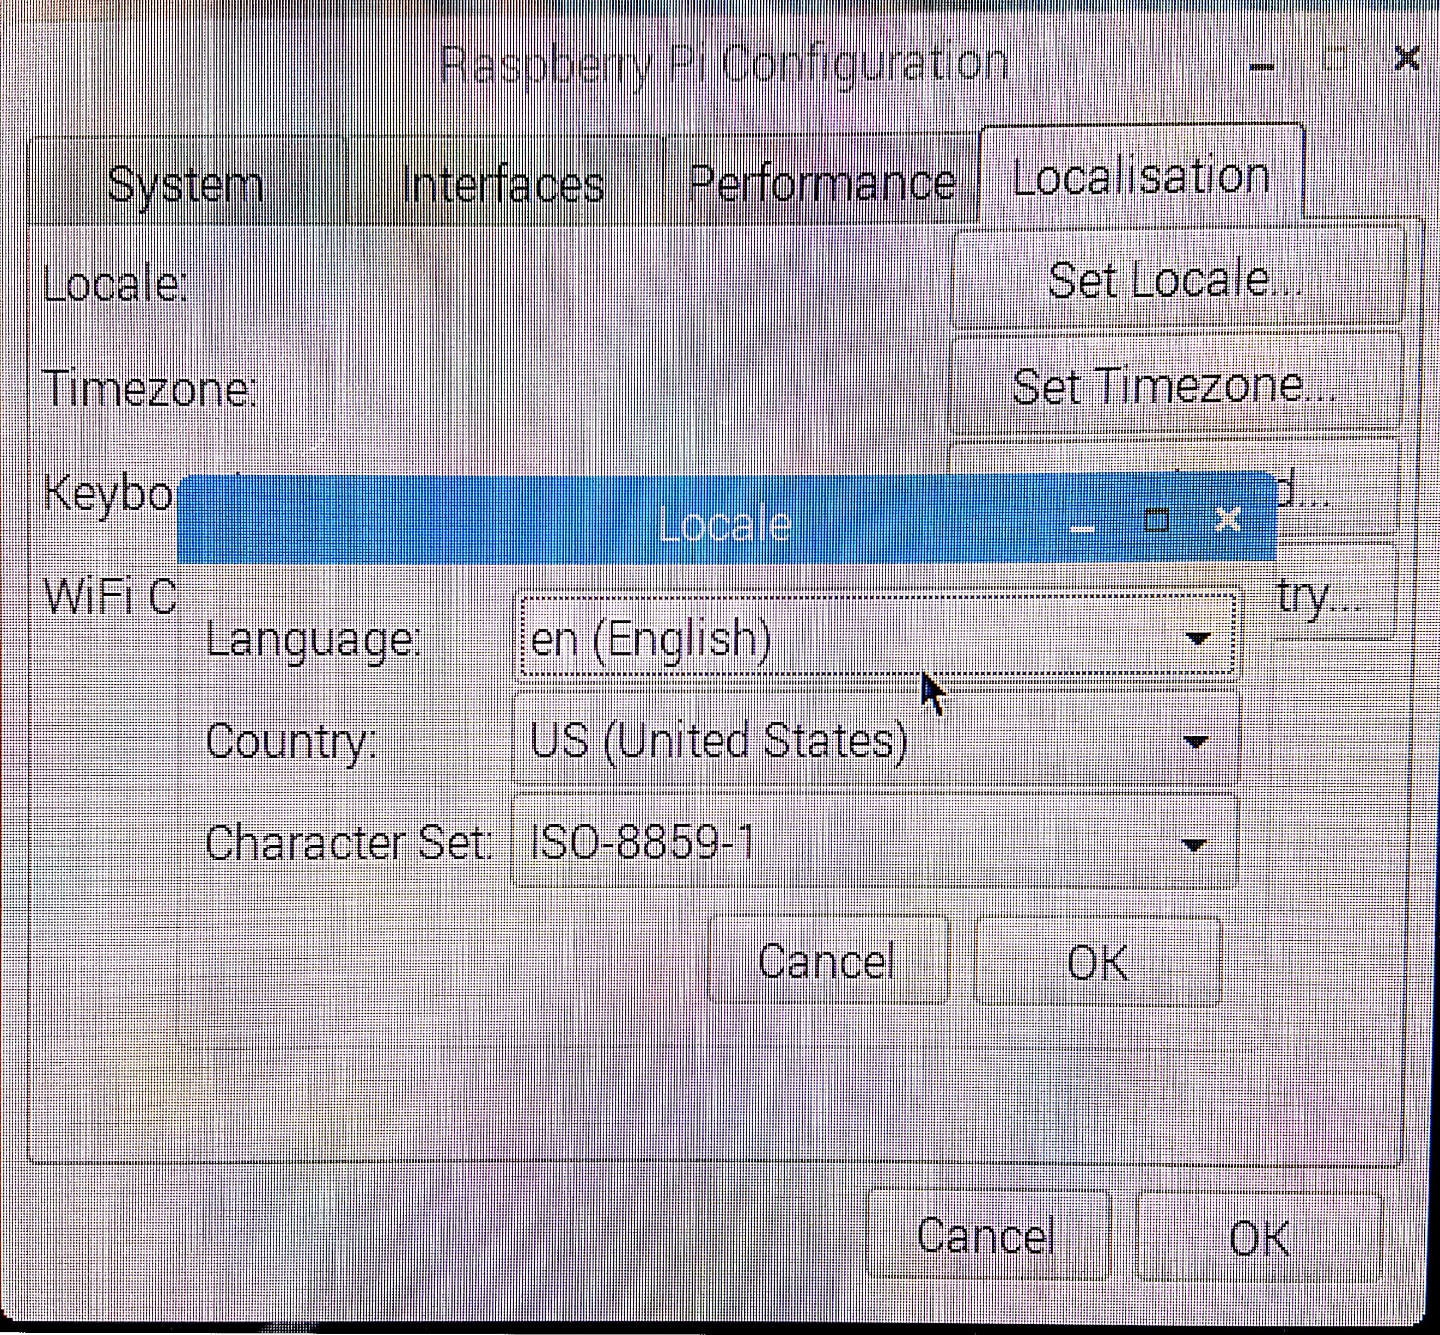 Raspberry Pi Configuration
System Interfaces Performance Localisation
Locale: Set Locale...
Timezone: Set Timezone...
Keybo d...
Locale
WiFi C try...
Language: en (English)
Country: US (United States)
Character Set: ISO-8859-1
Cancel OK
Cancel OK